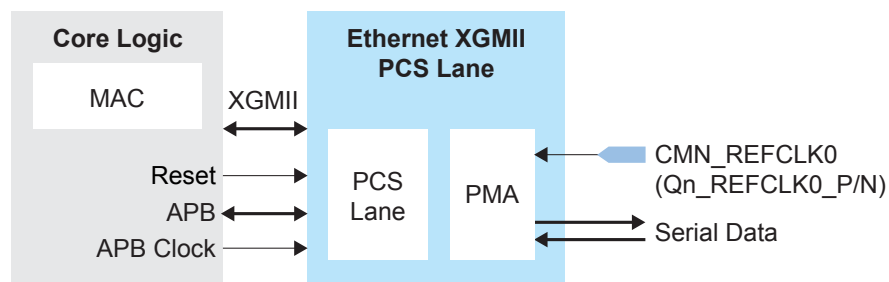 Core Logic
MAC
XGMII
Reset
APB
APB Clock
Ethernet XGMII
PCS Lane
PCS
Lane
PMA
CMN_REFCLK0
(Qn_REFCLK0_P/N)
Serial Data